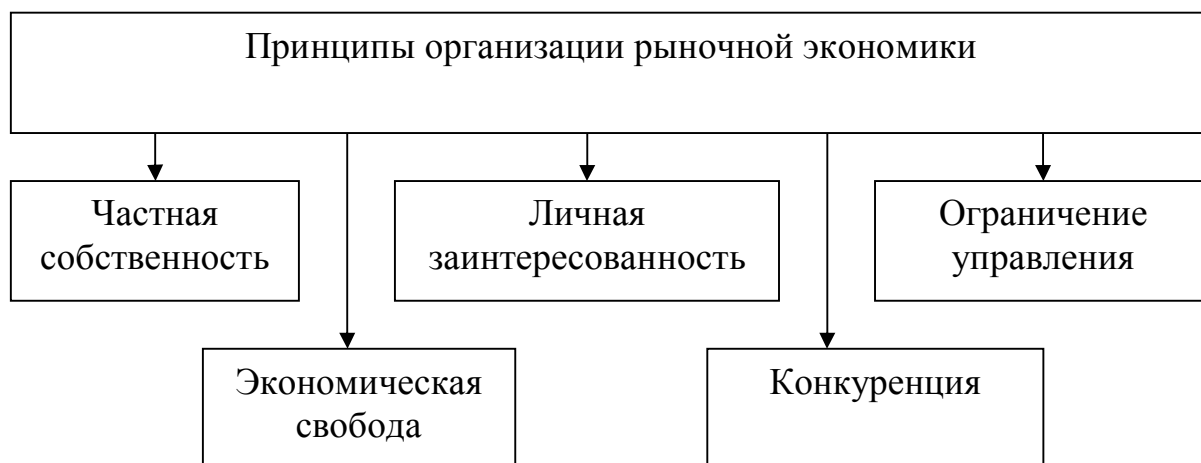 Принципы организации рыночной экономики
Частная
собственность
Личная
заинтересованность
Ограничение
управления
Экономическая
свобода
Конкуренция